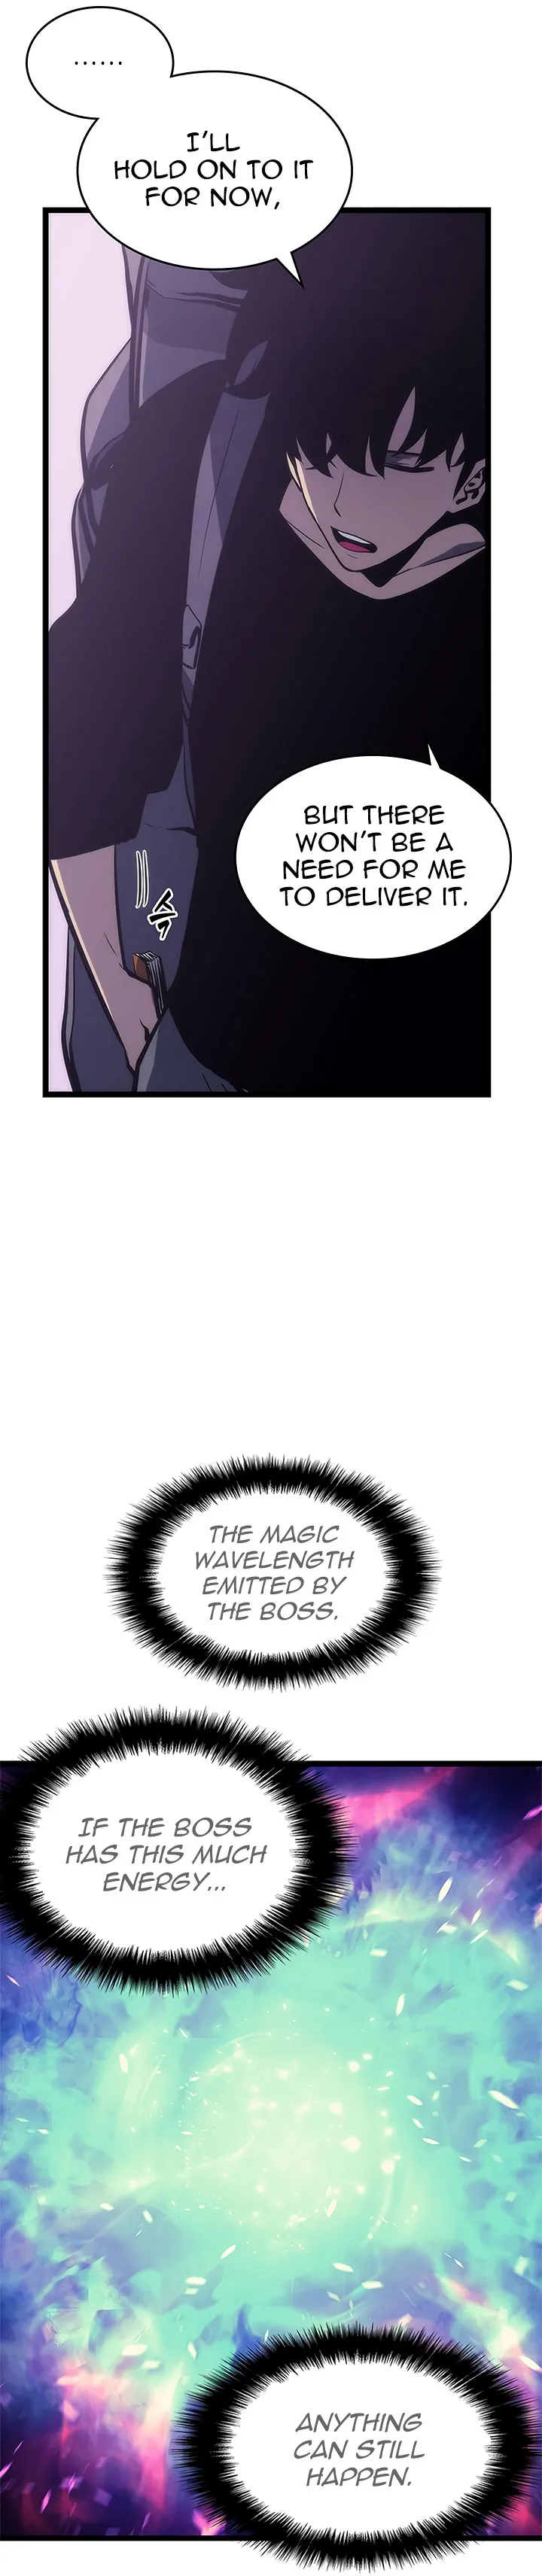 ......
I'LL
HOLD ON TO IT
FOR NOW,
BUT THERE
WON'T BE A
NEED FOR ME
TO DELIVER IT.
슥
THE MAGIC
WAVELENGTH
EMITTED BY
THE BOSS.
IF THE BOSS
HAS THIS MUCH
ENERGY...
ANYTHING
CAN STILL
HAPPEN.